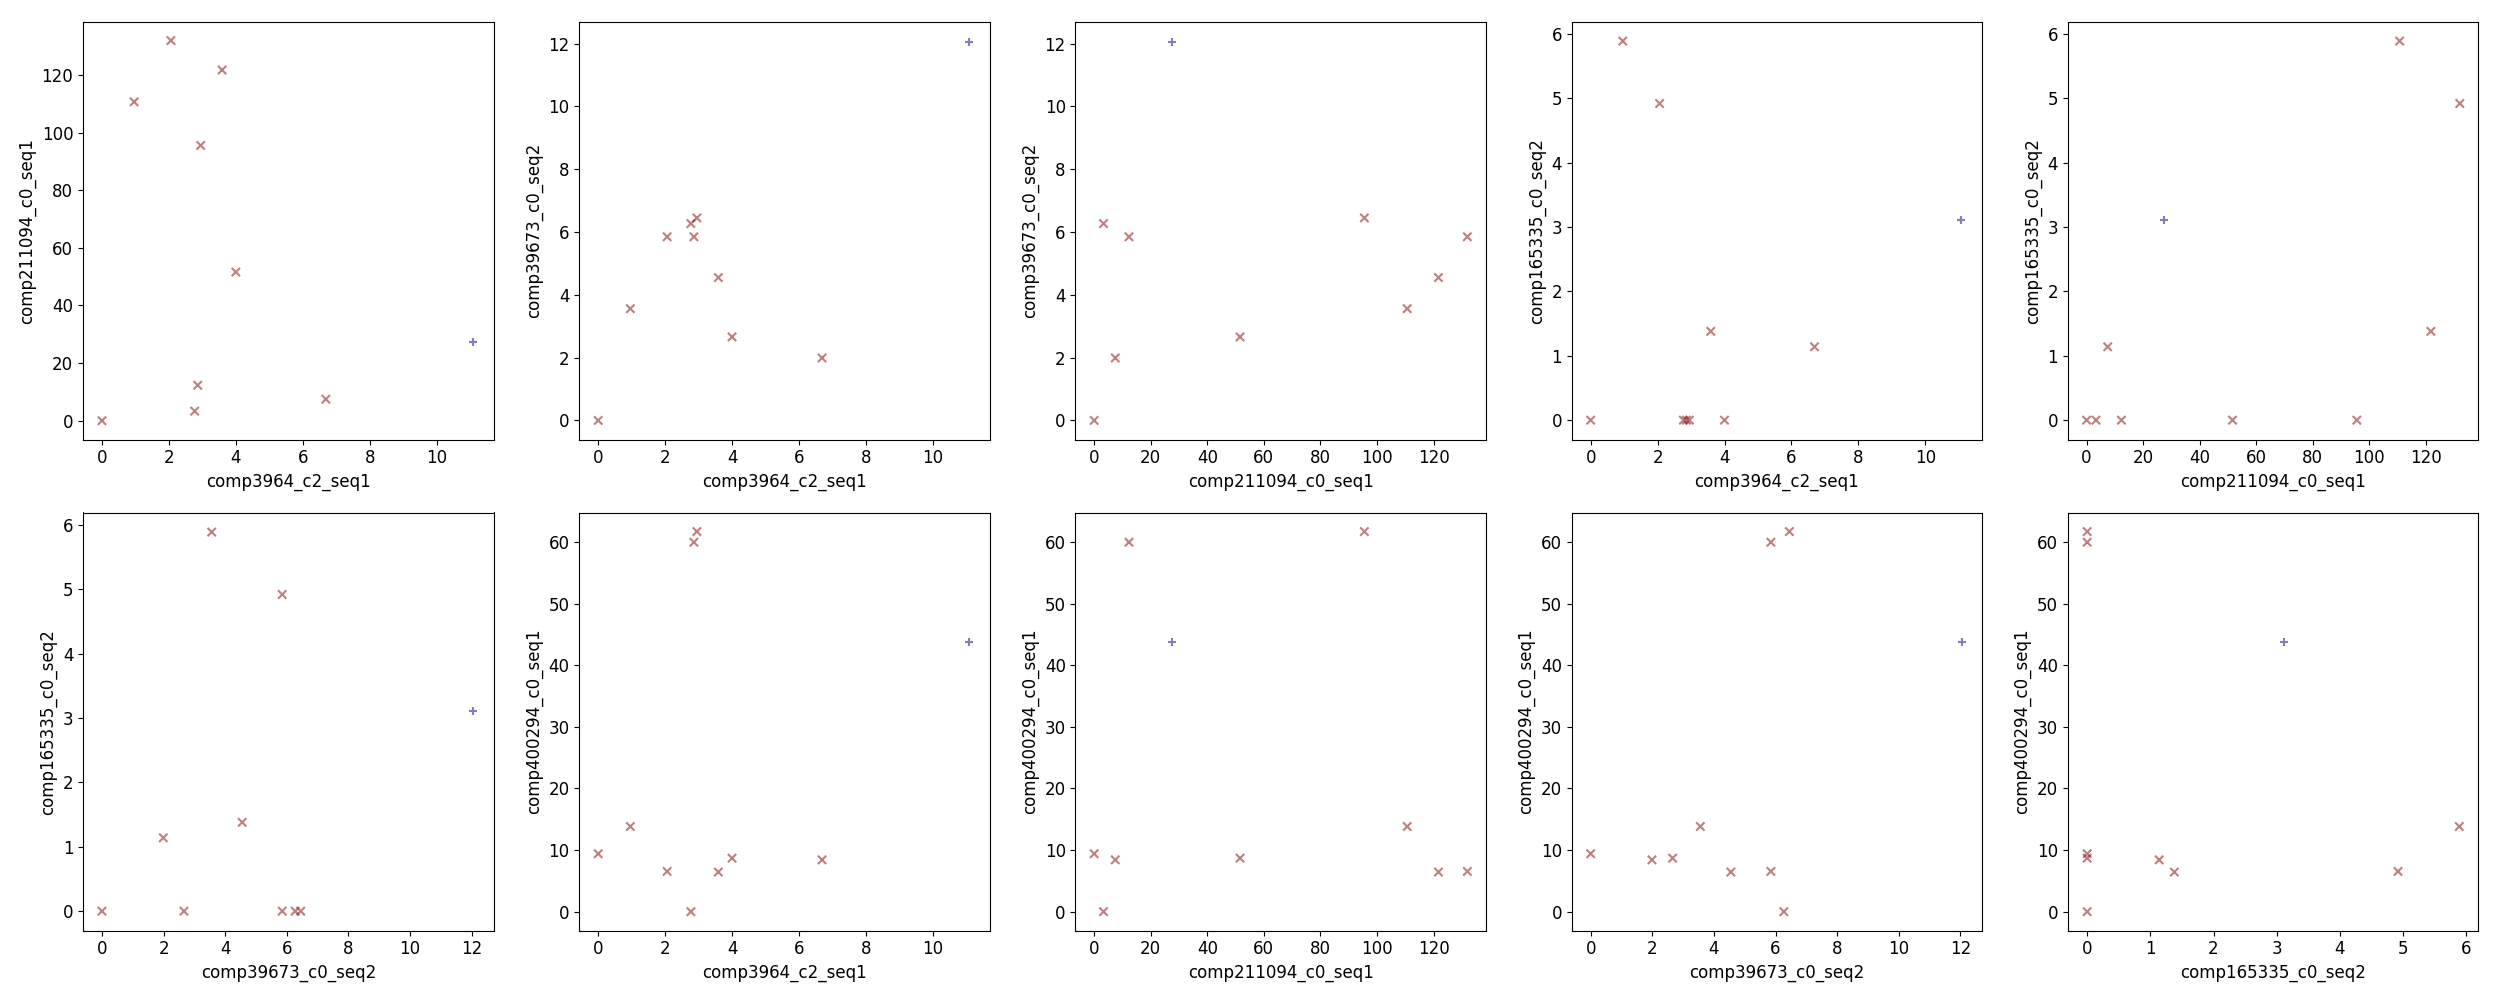 120
100
80
60
40
20
0
comp211094_c0_seq1
0 2 4 6 8 10
comp3964_c2_seq1
12
10
8
6
4
2
0
comp39673_c0_seq2
0 2 4 6 8 10
comp3964_c2_seq1
12
10
8
6
4
2
0
comp39673_c0_seq2
0 20 40 60 80 100 120
comp211094_c0_seq1
6
5
4
3
2
1
0
comp165335_c0_seq2
0 2 4 6 8 10
comp3964_c2_seq1
6
5
4
3
2
1
0
comp165335_c0_seq2
0 20 40 60 80 100 120
comp211094_c0_seq1
6
5
4
3
2
1
0
comp165335_c0_seq2
0 2 4 6 8 10 12
comp39673_c0_seq2
60
50
40
30
20
10
0
comp400294_c0_seq1
0 2 4 6 8 10
comp3964_c2_seq1
60
50
40
30
20
10
0
comp400294_c0_seq1
0 20 40 60 80 100 120
comp211094_c0_seq1
60
50
40
30
20
10
0
comp400294_c0_seq1
0 2 4 6 8 10 12
comp39673_c0_seq2
60
50
40
30
20
10
0
comp400294_c0_seq1
0 1 2 3 4 5 6
comp165335_c0_seq2